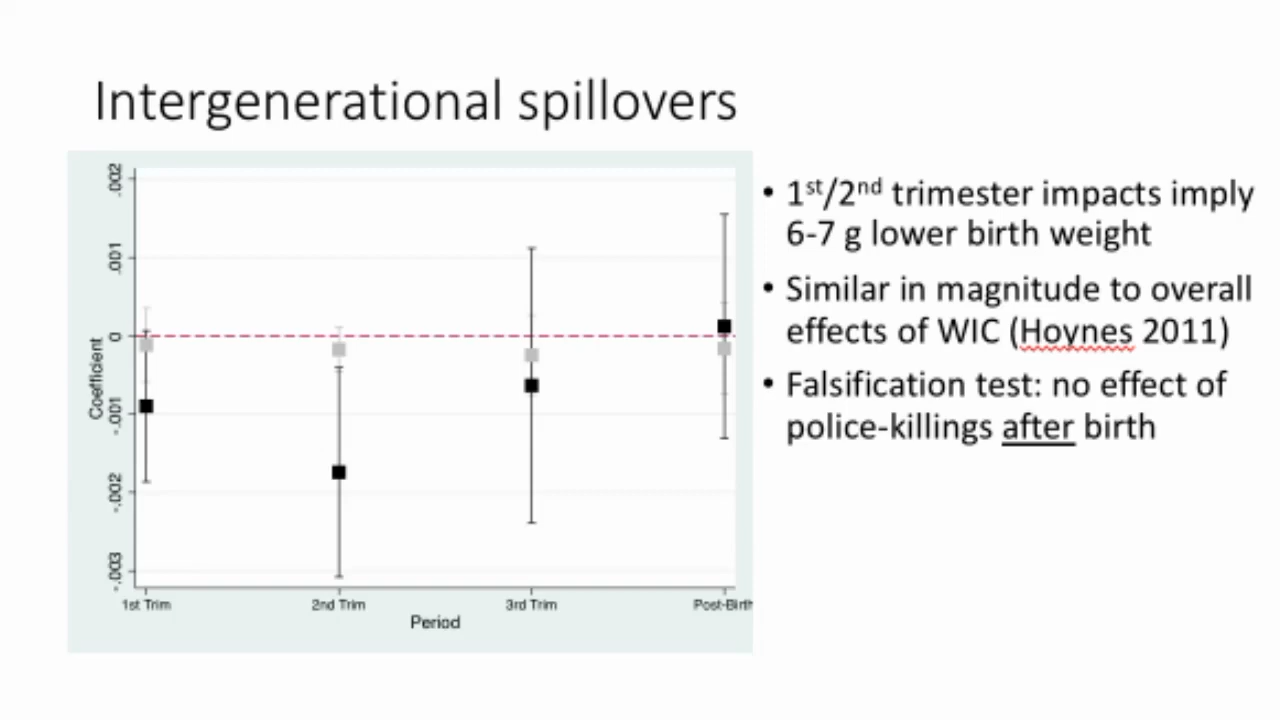 Intergenerational spillovers
.002
.001
0
-.001
-.002
-.003
Coefficient
1st Trim
2nd Trim
3rd Trim
Post-Birth
Period
• 1st/2nd trimester impacts imply
6-7 g lower birth weight
• Similar in magnitude to overall
effects of WIC (Hoynes 2011)
• Falsification test: no effect of
police-killings after birth